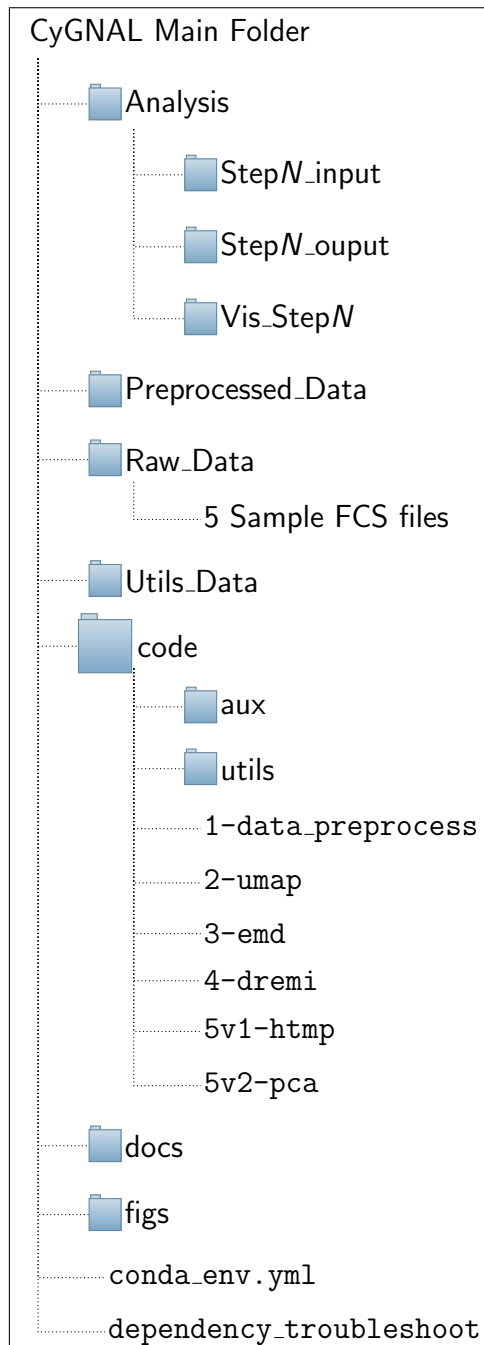 CyGNAL Main Folder
Analysis
StepN_input
StepN_ouput
Vis_StepN
Preprocessed_Data
Raw_Data
5 Sample FCS files
Utils_Data
code
aux
utils
1-data_preprocess
2-umap
3-emd
4-dremi
5v1-htmp
5v2-pca
docs
figs
conda_env.yml
dependency_troubleshoot